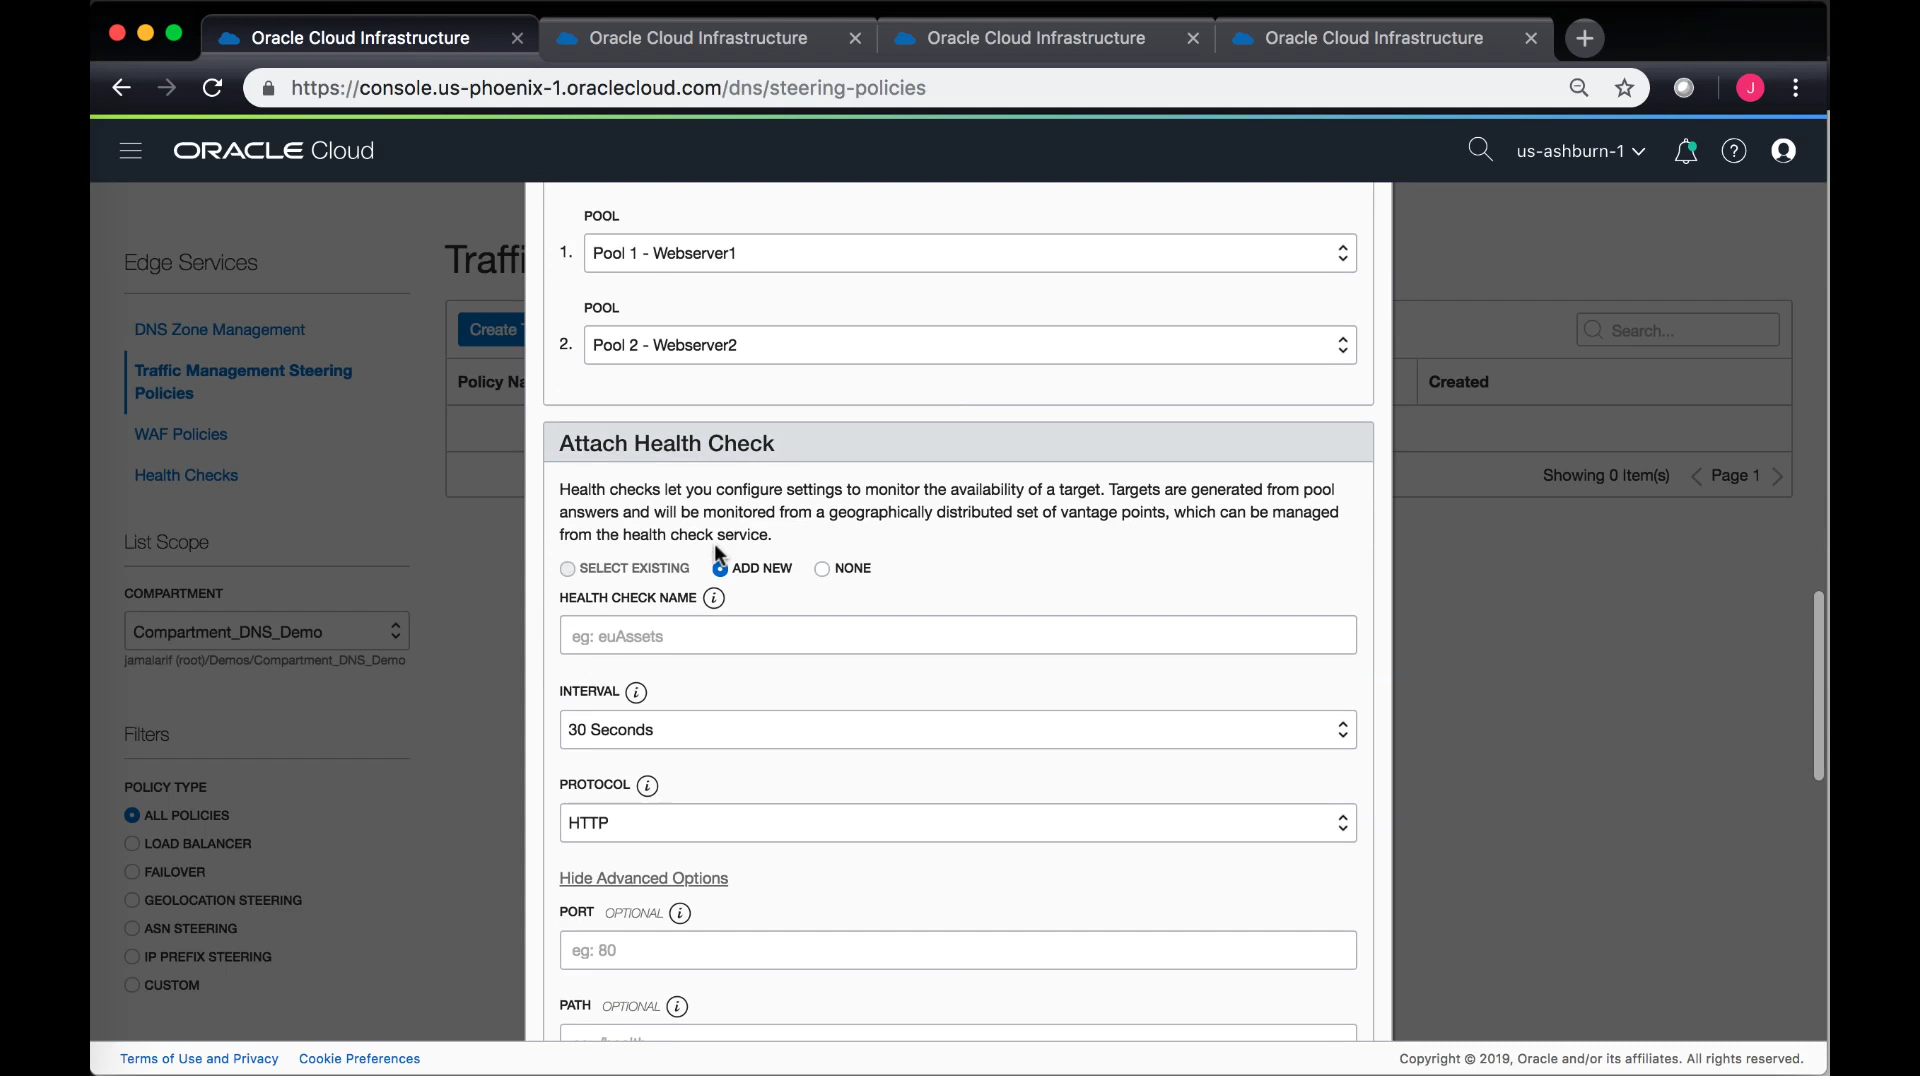 Oracle Cloud Infrastructure
Oracle Cloud Infrastructure
Oracle Cloud Infrastructure
Oracle Cloud Infrastructure
https://console.us-phoenix-1.oraclecloud.com/dns/steering-policies
J
ORACLE Cloud
us-ashburn-1
Edge Services
DNS Zone Management
Traffic Management Steering
Policies
WAF Policies
Health Checks
List Scope
COMPARTMENT
Compartment_DNS_Demo
jamalarif (root)/Demos/Compartment_DNS_Demo
Filters
POLICY TYPE
ALL POLICIES
LOAD BALANCER
FAILOVER
GEOLOCATION STEERING
ASN STEERING
IP PREFIX STEERING
CUSTOM
Traffi
Create
Policy Na
POOL
1. Pool 1 - Webserver1
POOL
2. Pool 2 - Webserver2
Attach Health Check
Health checks let you configure settings to monitor the availability of a target. Targets are generated from pool
answers and will be monitored from a geographically distributed set of vantage points, which can be managed
from the health check service.
SELECT EXISTING ADD NEW NONE
HEALTH CHECK NAME i
eg: euAssets
INTERVAL i
30 Seconds
PROTOCOL i
HTTP
Hide Advanced Options
PORT OPTIONAL i
eg: 80
PATH OPTIONAL i
Search...
Created
Showing 0 Item(s) < Page 1 >
Terms of Use and Privacy Cookie Preferences
Copyright © 2019, Oracle and/or its affiliates. All rights reserved.